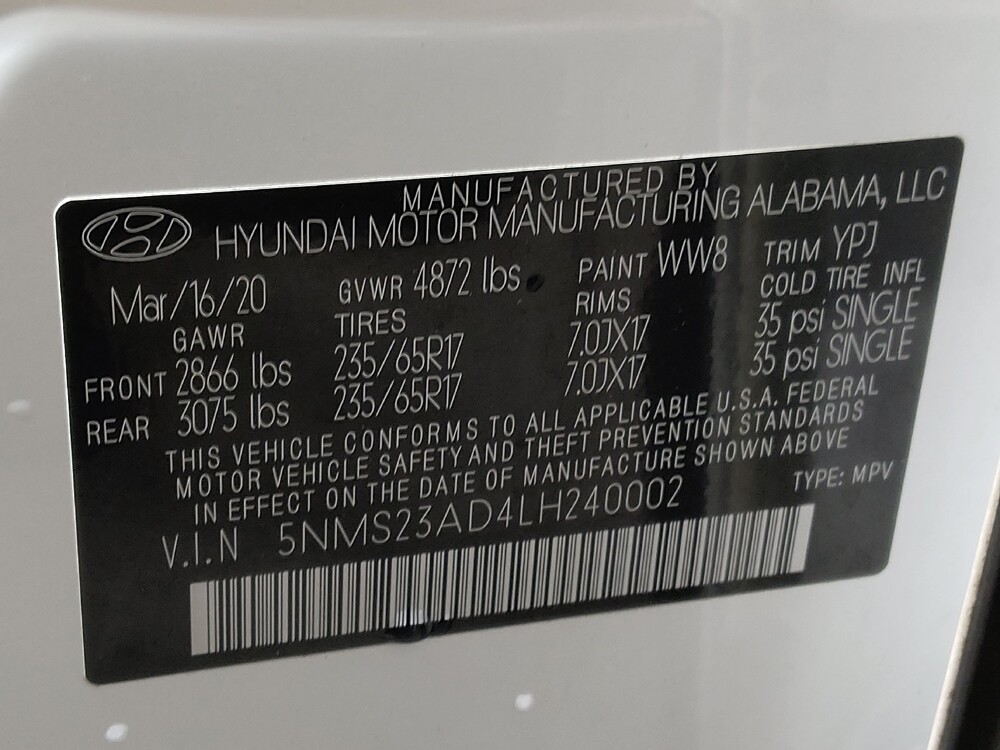 MANUFACTURED BY
HYUNDAI MOTOR MANUFACTURING ALABAMA, LLC
Mar/16/20 GVWR 4872 lbs PAINT WW8 TRIM YPJ
GAWR TIRES RIMS COLD TIRE INFL
FRONT 2866 lbs 235/65R17 7.0JX17 35 psi SINGLE
REAR 3075 lbs 235/65R17 7.0JX17 35 psi SINGLE
THIS VEHICLE CONFORMS TO ALL APPLICABLE U.S.A. FEDERAL
MOTOR VEHICLE SAFETY AND THEFT PREVENTION STANDARDS
IN EFFECT ON THE DATE OF MANUFACTURE SHOWN ABOVE
V.I.N 5NMS23AD4LH240002 TYPE: MPV